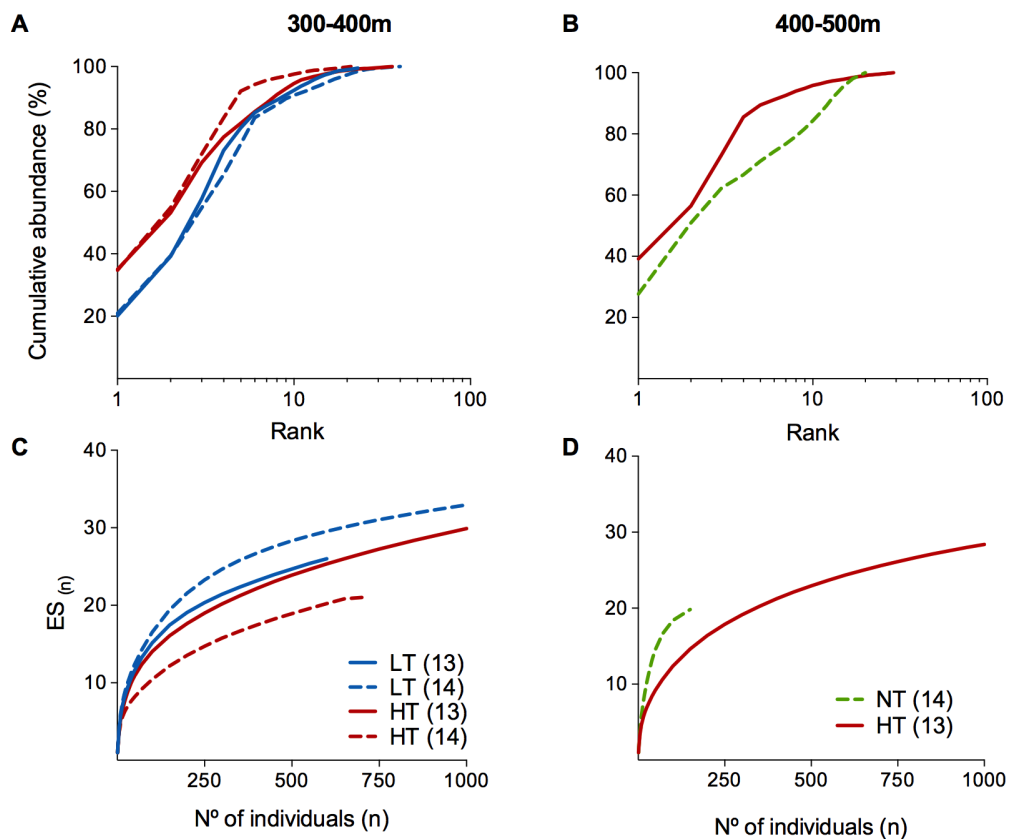 A
300-400m
B
400-500m
Cumulative abundance (%)
100
80
60
40
20
1
10
100
Rank
100
80
60
40
20
1
10
100
Rank
C
ES (n)
40
30
20
10
250
500
750
1000
Nº of individuals (n)
LT (13)
LT (14)
HT (13)
HT (14)
D
40
30
20
10
250
500
750
1000
Nº of individuals (n)
NT (14)
HT (13)